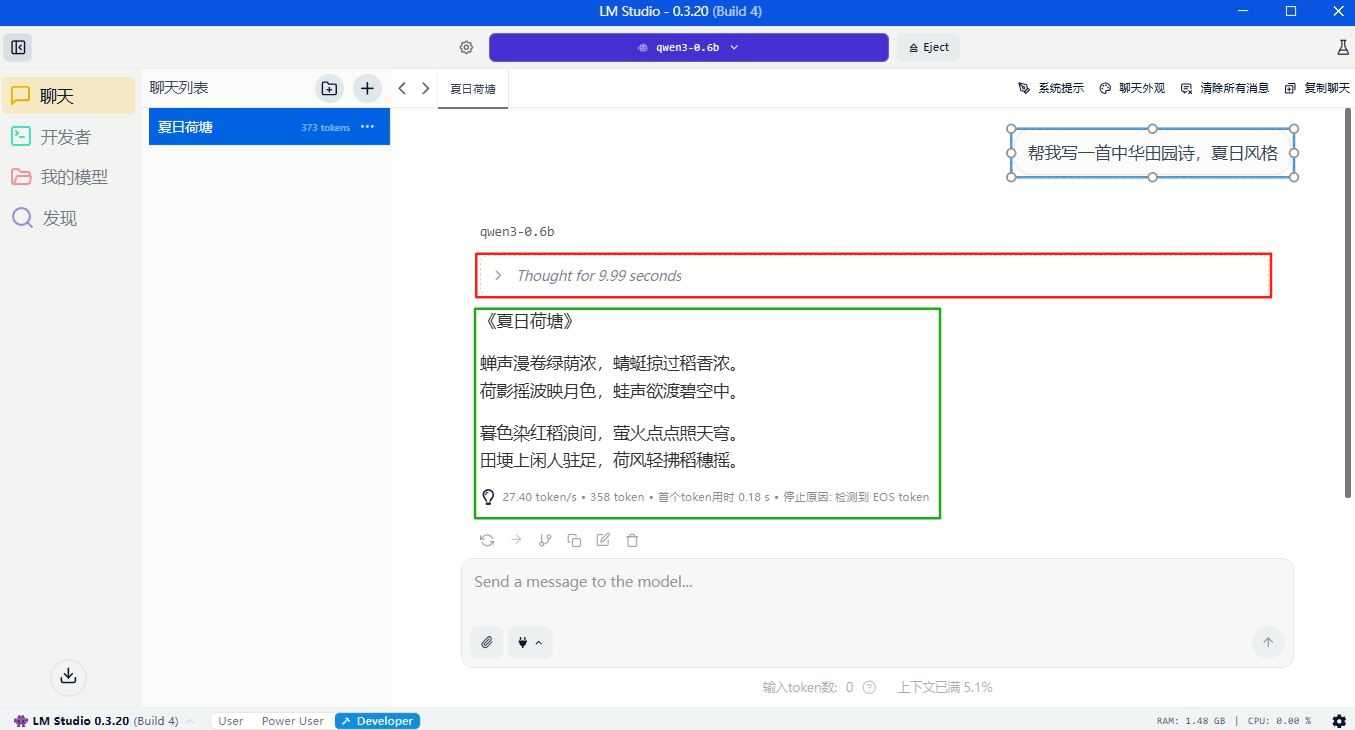 LM Studio - 0.3.20 (Build 4)
qwen3-0.6b
Eject
聊天
开发者
我的模型
发现
聊天列表
夏日荷塘
373 tokens
夏日荷塘
系统提示
聊天外观
清除所有消息
复制聊天
帮我写一首中华田园诗，夏日风格
qwen3-0.6b
Thought for 9.99 seconds
《夏日荷塘》
蝉声漫卷绿荫浓，蜻蜓掠过稻香浓。
荷影摇波映月色，蛙声欲渡碧空中。
暮色染红稻浪间，萤火点点照天穹。
田埂上闲人驻足，荷风轻拂稻穗摇。
27.40 token/s • 358 token • 首个token用时 0.18 s • 停止原因: 检测到 EOS token
Send a message to the model...
输入token数: 0
上下文已满 5.1%
LM Studio 0.3.20 (Build 4)
User
Power User
Developer
RAM: 1.48 GB | CPU: 0.00 %